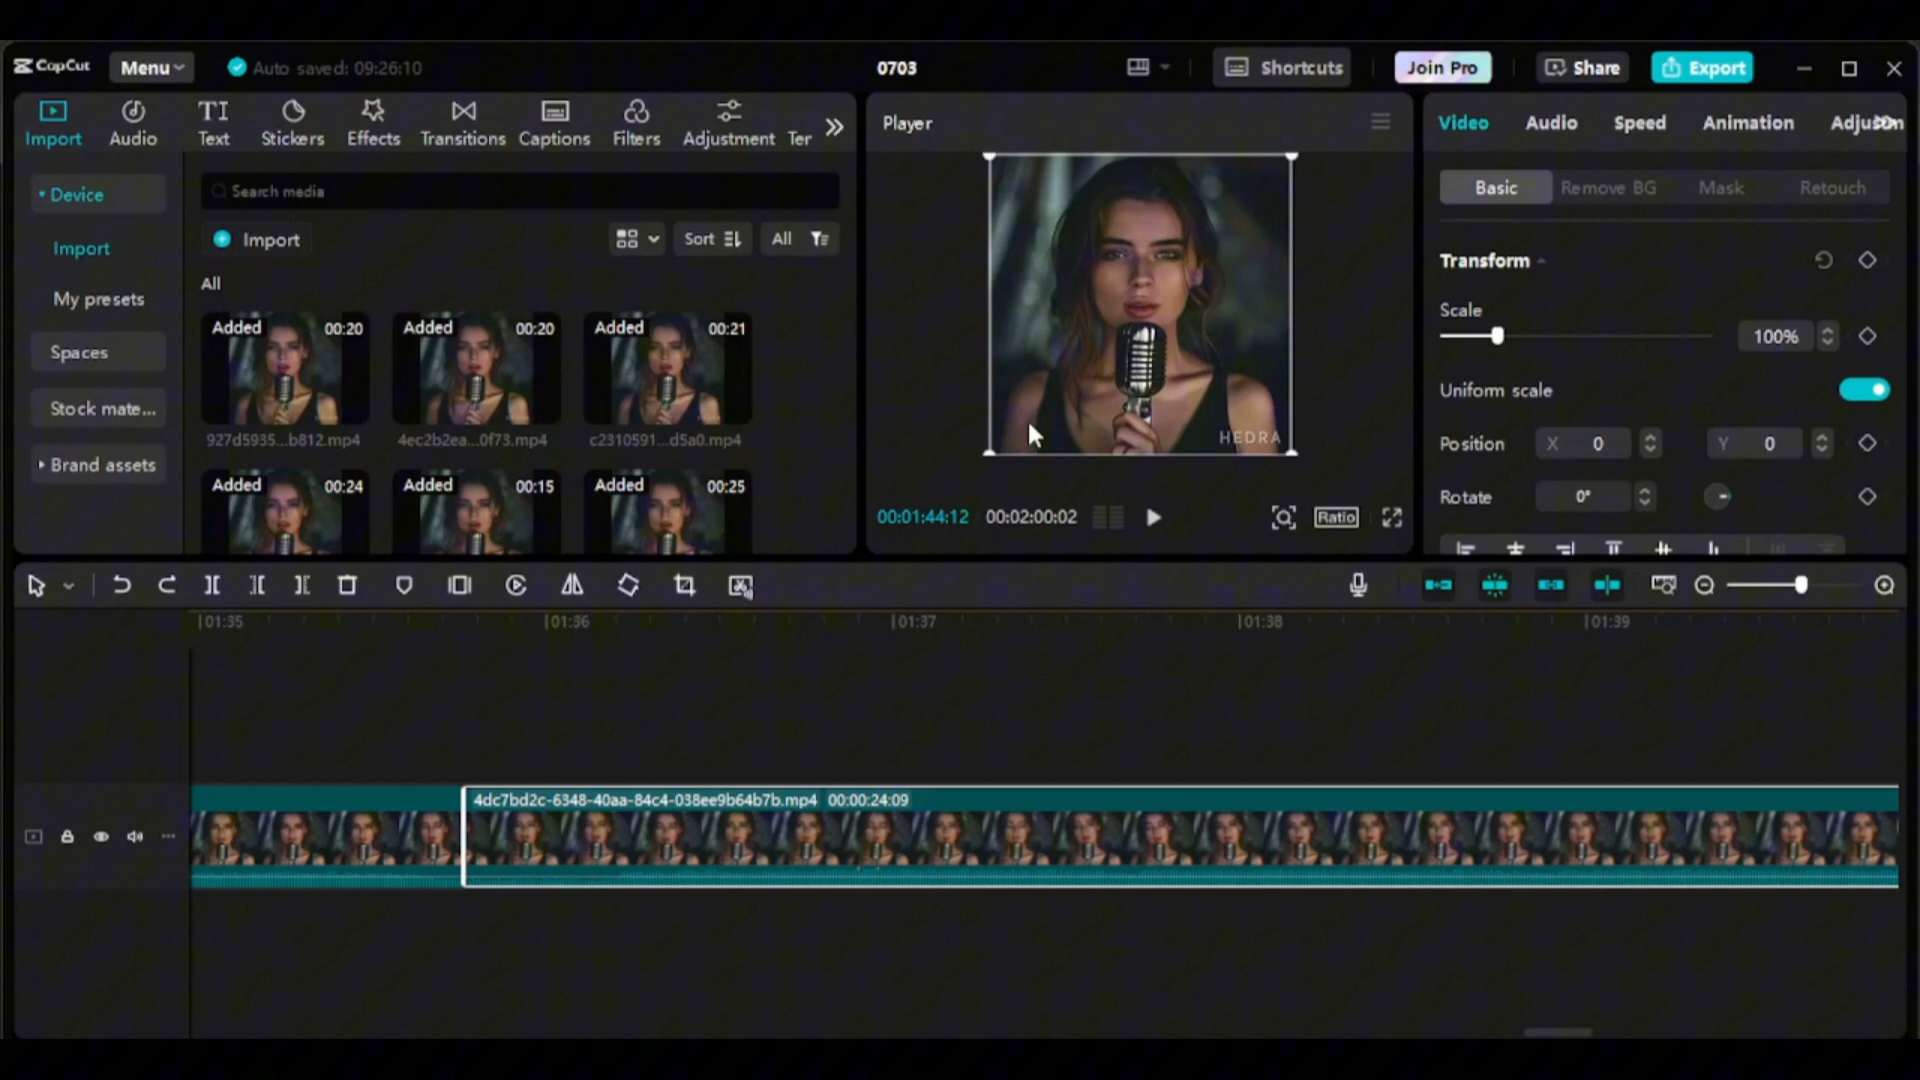 CapCut
Menu
Auto saved: 09:26:10
0703
Shortcuts
Join Pro
Share
Export
Import
Audio
Text
Stickers
Effects
Transitions
Captions
Filters
Adjustment
Ter
Device
Import
My presets
Spaces
Stock mate...
Brand assets
Search media
Import
Sort
All
All
Added 00:20
Added 00:20
Added 00:21
927d5935...b812.mp4
4ec2b2ea...0f73.mp4
c2310591...d5a0.mp4
Added 00:24
Added 00:15
Added 00:25
Player
HEDRA
00:01:44:12
00:02:00:02
Ratio
Video
Audio
Speed
Animation
Basic
Remove BG
Mask
Retouch
Transform
Scale
100%
Uniform scale
Position X 0 Y 0
Rotate 0°
01:35
01:36
01:37
01:38
01:39
4dc7bd2c-6348-40aa-84c4-038ee9b64b7b.mp4 00:00:24:09